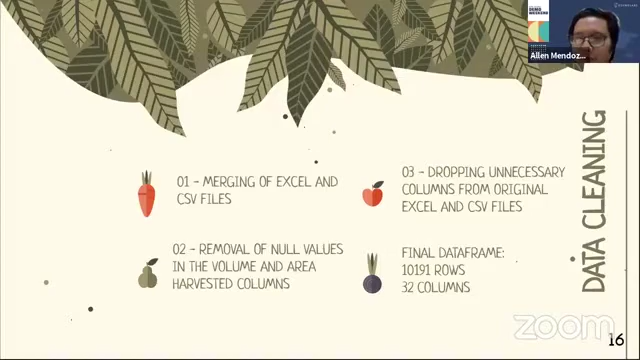 Allen Mendoz...
01 - MERGING OF EXCEL AND
CSV FILES
02 - REMOVAL OF NULL VALUES
IN THE VOLUME AND AREA
HARVESTED COLUMNS
03 - DROPPING UNNECESSARY
COLUMNS FROM ORIGINAL
EXCEL AND CSV FILES
FINAL DATAFRAME:
10191 ROWS
32 COLUMNS
DATA CLEANING
zoom
16